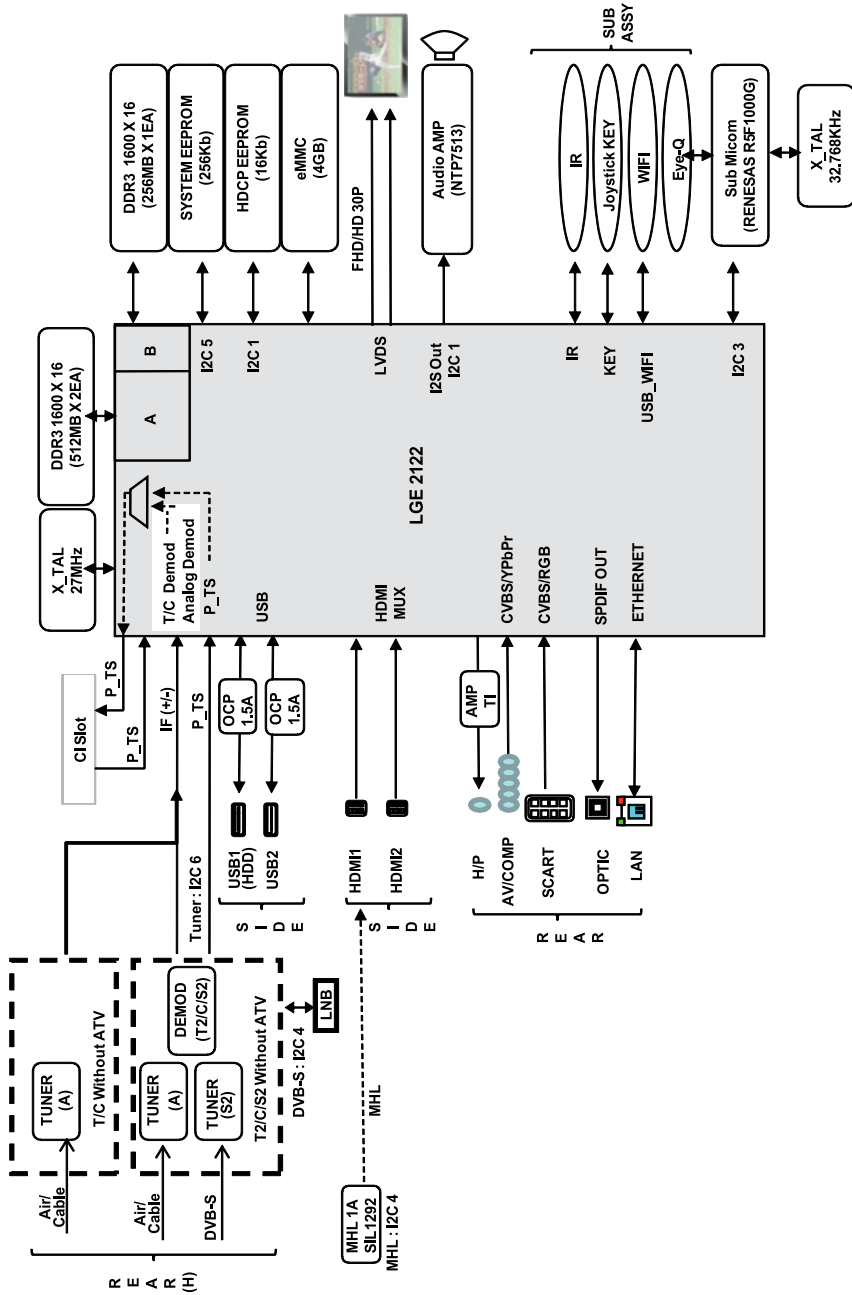 REAR(H)
Air/
Cable
TUNER
(A)
T/C Without ATV
Air/
Cable
DVB-S
TUNER
(A)
TUNER
(S2)
DEMOD
(T2/C/S2)
T2/C/S2 Without ATV
DVB-S : I2C 4
LNB
Tuner : I2C 6
CI Slot
P_TS
P_TS
IF (+/-)
P_TS
X_TAL
27MHz
DDR3 1600 X 16
(512MB X 2EA)
A
B
T/C Demod
Analog Demod
P_TS
SIDE
USB1
(HDD)
USB2
OCP
1.5A
OCP
1.5A
USB
MHL 1A
SIL1292
MHL : I2C 4
MHL
HDMI1
HDMI2
SIDE
HDMI
MUX
LGE 2122
REAR
H/P
AV/COMP
SCART
OPTIC
LAN
AMP
TI
CVBS/YPbPr
CVBS/RGB
SPDIF OUT
ETHERNET
I2C 5
I2C 1
LVDS
I2S Out
I2C 1
IR
KEY
USB_WIFI
I2C 3
DDR3 1600 X 16
(256MB X 1EA)
SYSTEM EEPROM
(256Kb)
HDCP EEPROM
(16Kb)
eMMC
(4GB)
FHD/HD 30P
Audio AMP
(NTP7513)
IR
Joystick KEY
WIFI
Eye-Q
SUB
ASSY
Sub Micom
(RENESAS R5F1000G)
X_TAL
32.768KHz